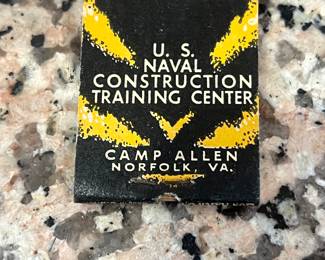 U. S.
NAVAL
CONSTRUCTION
TRAINING CENTER
CAMP ALLEN
NORFOLK, VA.